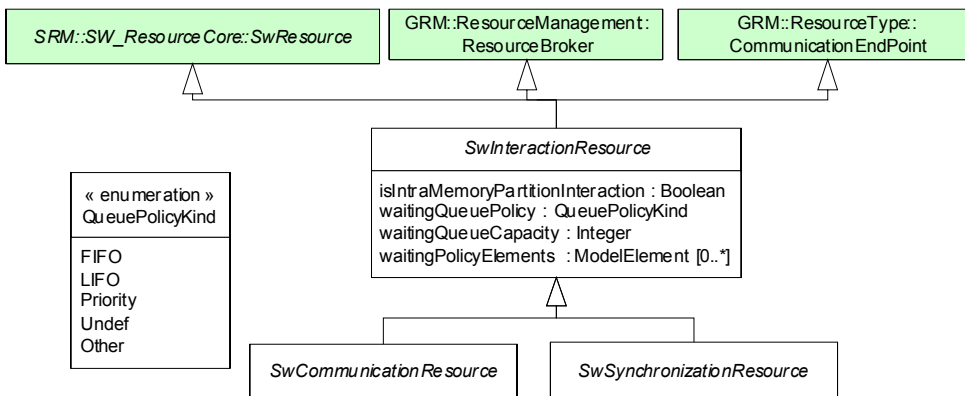 SRM::SW_ResourceCore::SwResource
GRM::ResourceManagement:
ResourceBroker
GRM::ResourceType::
CommunicationEndPoint
SwInteractionResource
isIntraMemoryPartitionInteraction : Boolean
waitingQueuePolicy : QueuePolicyKind
waitingQueueCapacity : Integer
waitingPolicyElements : ModelElement [0..*]
« enumeration »
QueuePolicyKind
FIFO
LIFO
Priority
Undef
Other
SwCommunicationResource
SwSynchronizationResource